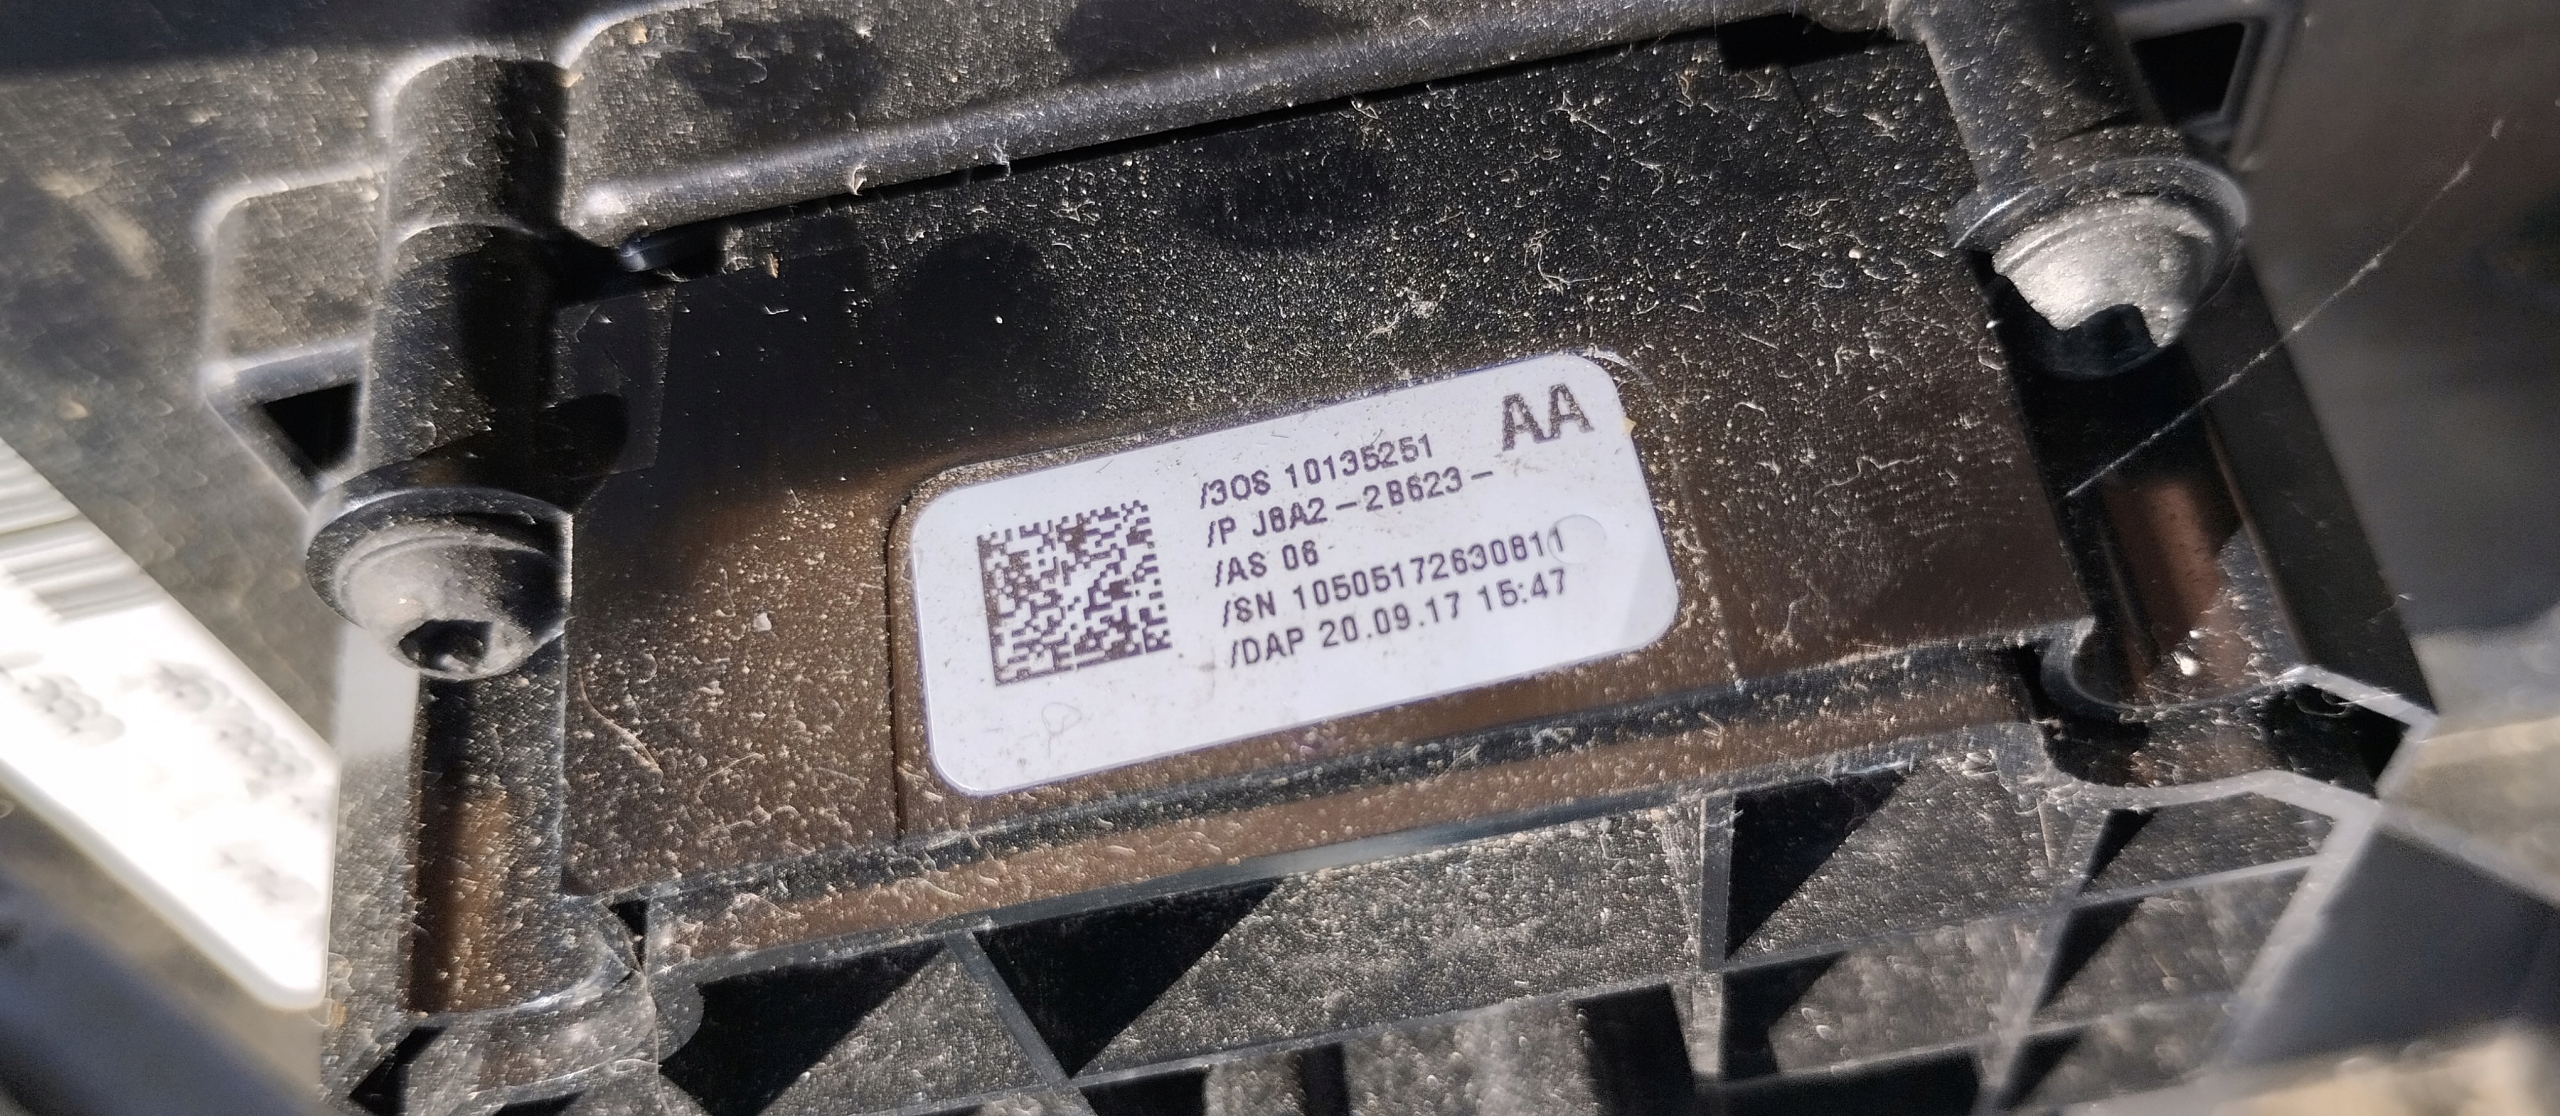 /3OS 10135251
/P J8A2-2B623- AA
/AS 06
/SN 10505172630811
/DAP 20.09.17 15:47